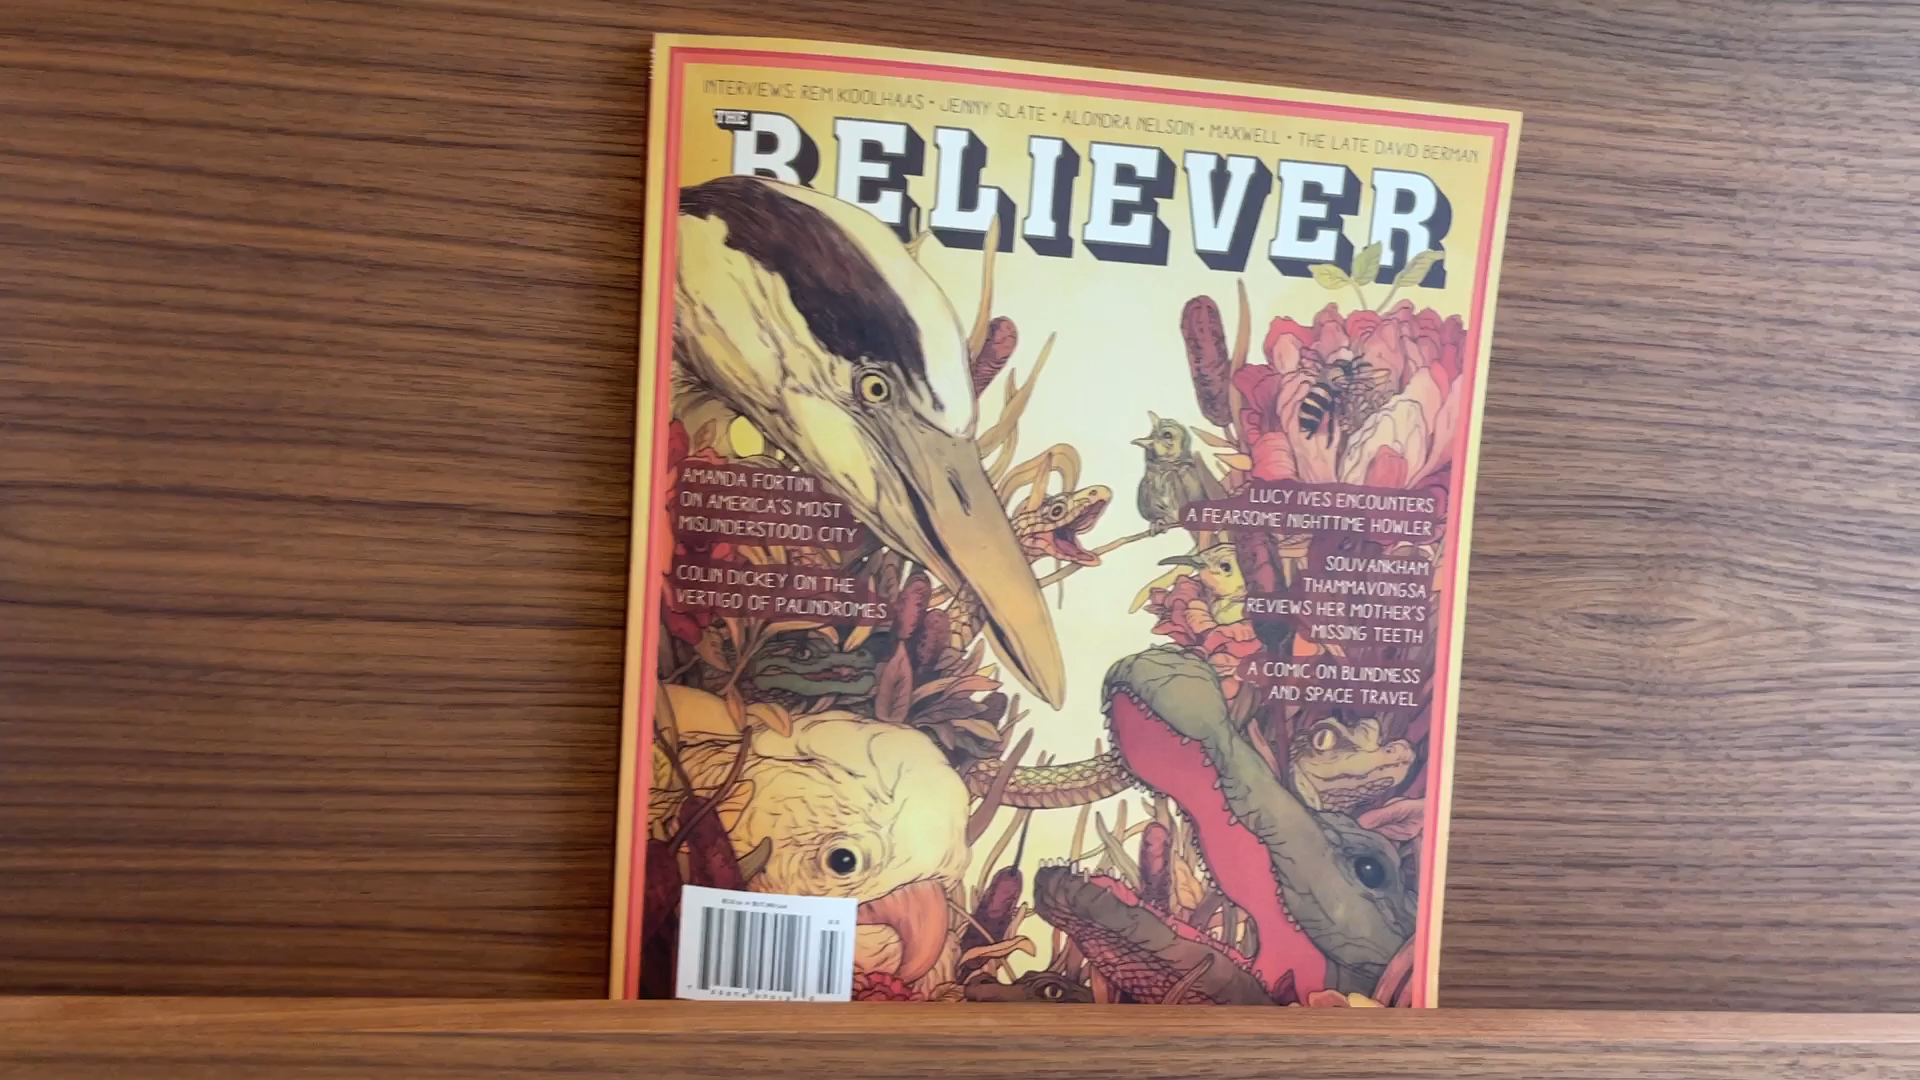 INTERVIEWS: REM KOOLHAAS • JENNY SLATE • ALONDRA NELSON • MAXWELL • THE LATE DAVID BERMAN
THE
BELIEVER
AMANDA FORTINI
ON AMERICA'S MOST
MISUNDERSTOOD CITY
COLIN DICKEY ON THE
VERTIGO OF PALINDROMES
LUCY IVES ENCOUNTERS
A FEARSOME NIGHTTIME HOWLER
SOUVANKHAM
THAMMAVONGSA
REVIEWS HER MOTHER'S
MISSING TEETH
A COMIC ON BLINDNESS
AND SPACE TRAVEL